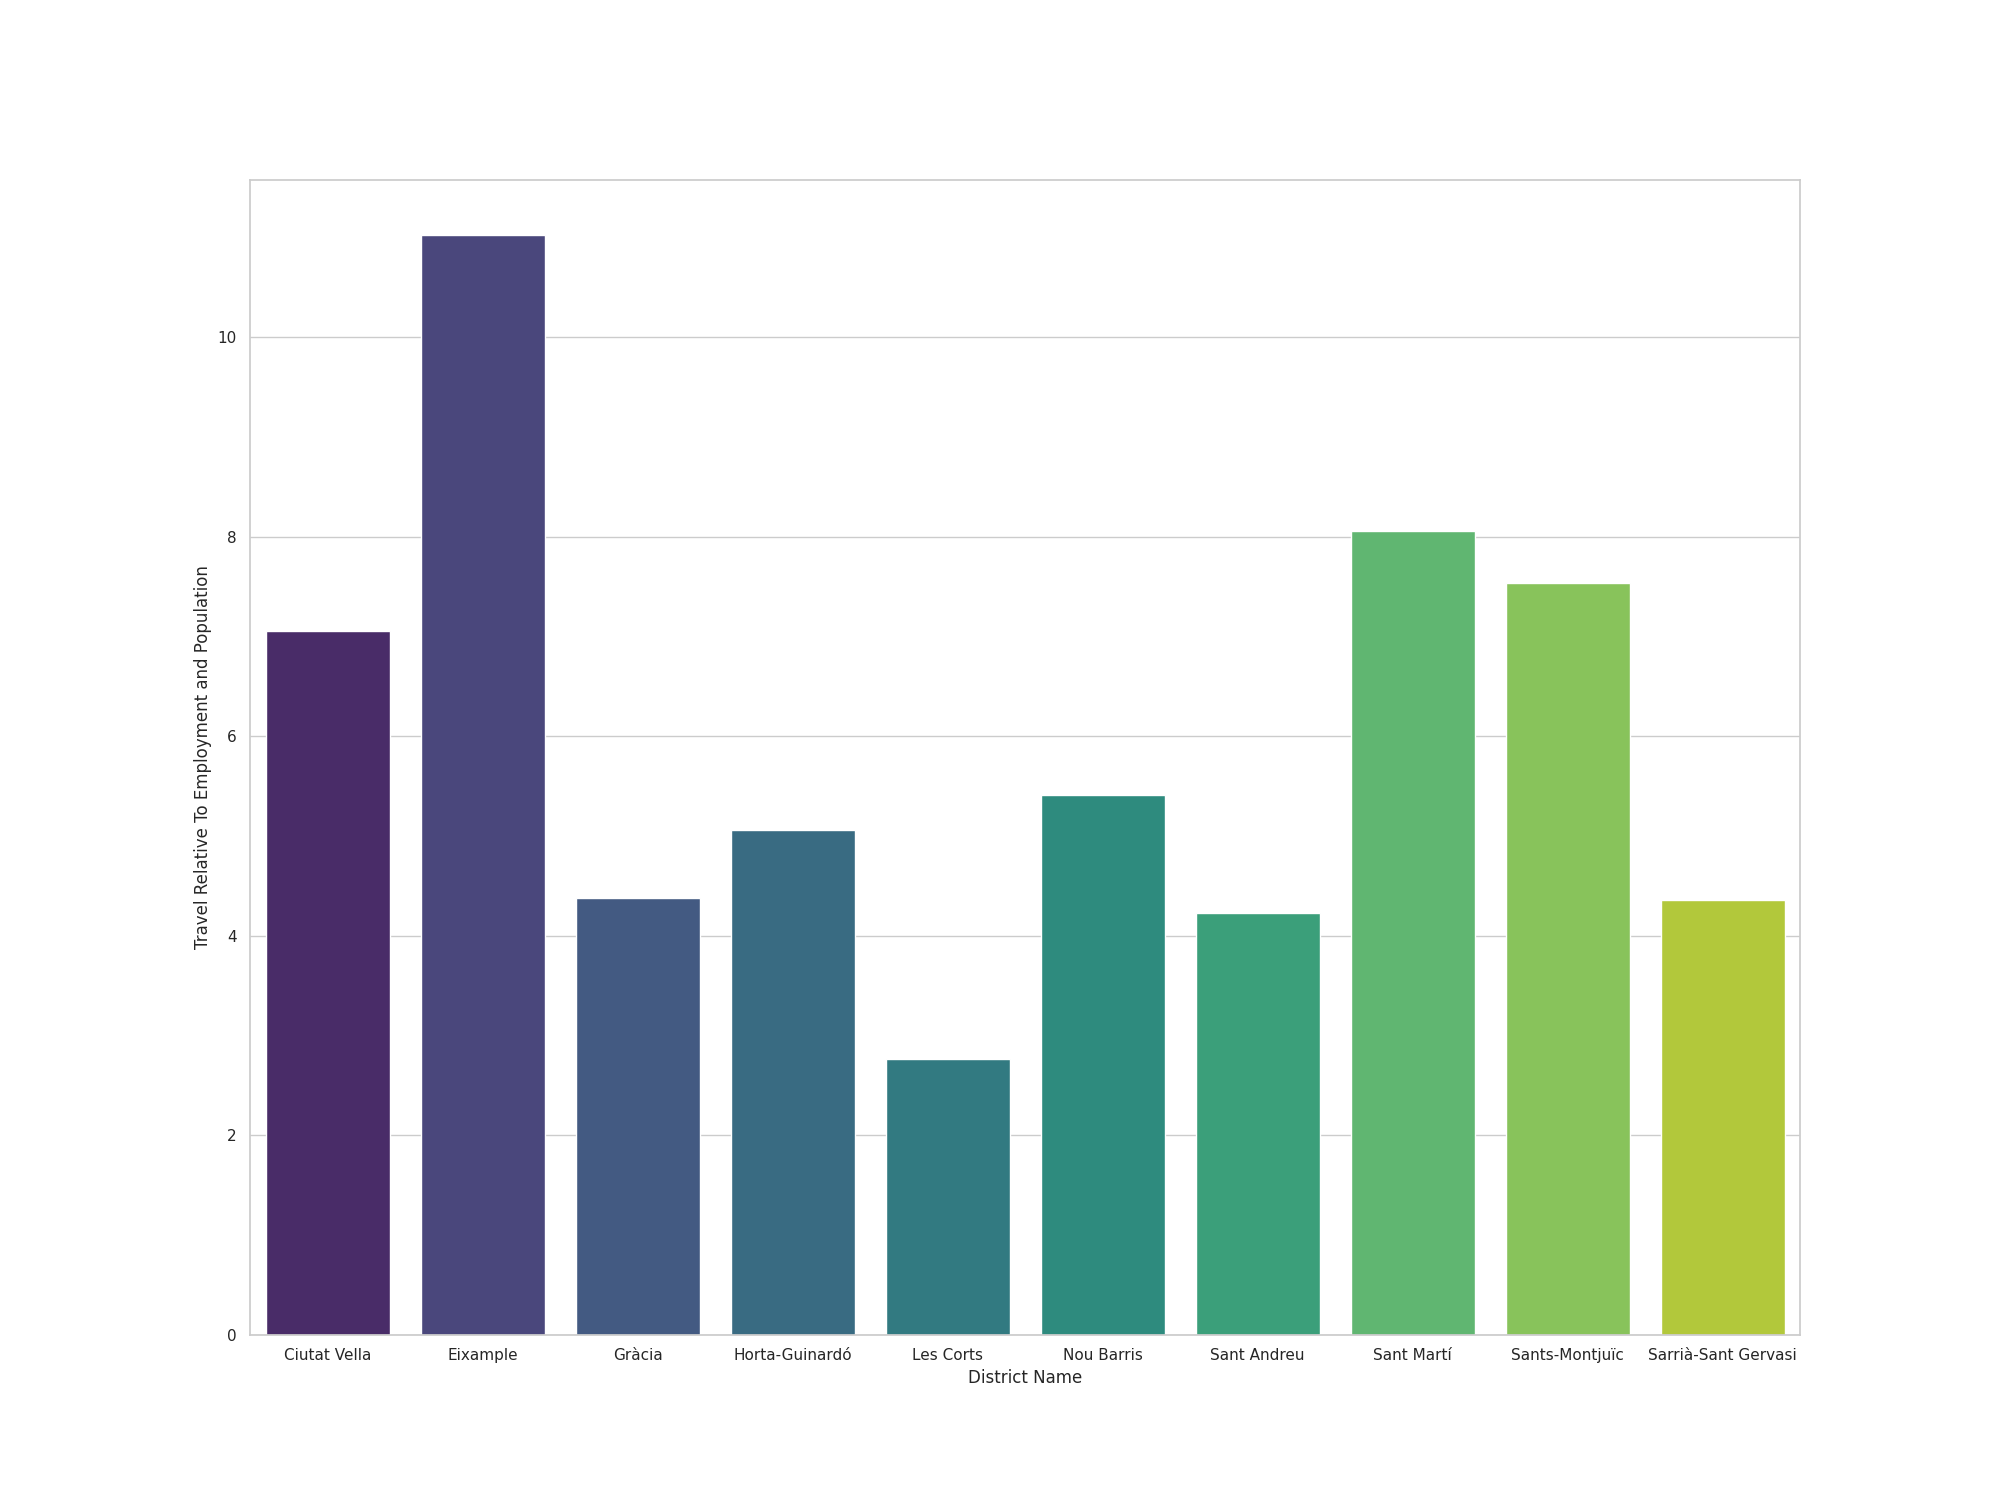 Travel Relative To Employment and Population
10
8
6
4
2
0
Ciutat Vella Eixample Gràcia Horta-Guinardó Les Corts Nou Barris Sant Andreu Sant Martí Sants-Montjuïc Sarrià-Sant Gervasi
District Name